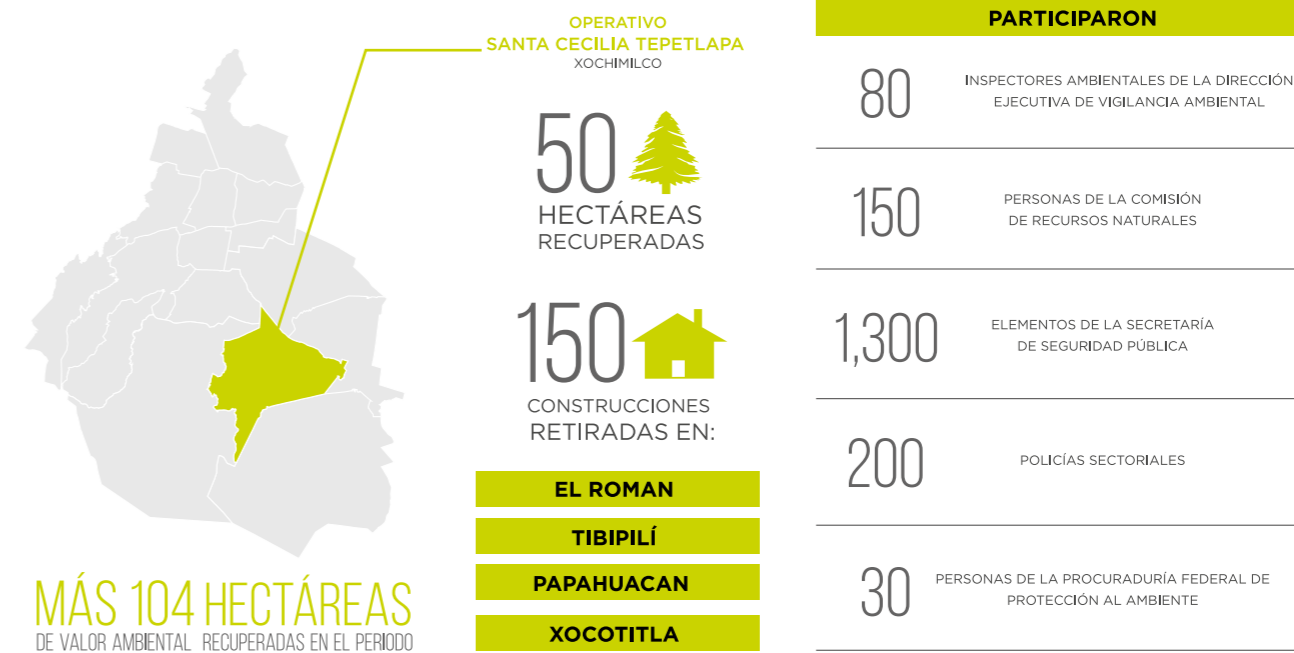 OPERATIVO
SANTA CECILIA TEPETLAPA
XOCHIMILCO
50
HECTÁREAS
RECUPERADAS
150
CONSTRUCCIONES
RETIRADAS EN:
EL ROMAN
TIBIPILÍ
PAPAHUACAN
XOCOTITLA
MÁS 104 HECTÁREAS
DE VALOR AMBIENTAL RECUPERADAS EN EL PERIODO
PARTICIPARON
80
INSPECTORES AMBIENTALES DE LA DIRECCIÓN
EJECUTIVA DE VIGILANCIA AMBIENTAL
150
PERSONAS DE LA COMISIÓN
DE RECURSOS NATURALES
1,300
ELEMENTOS DE LA SECRETARÍA
DE SEGURIDAD PÚBLICA
200
POLICÍAS SECTORIALES
30
PERSONAS DE LA PROCURADURÍA FEDERAL DE
PROTECCIÓN AL AMBIENTE